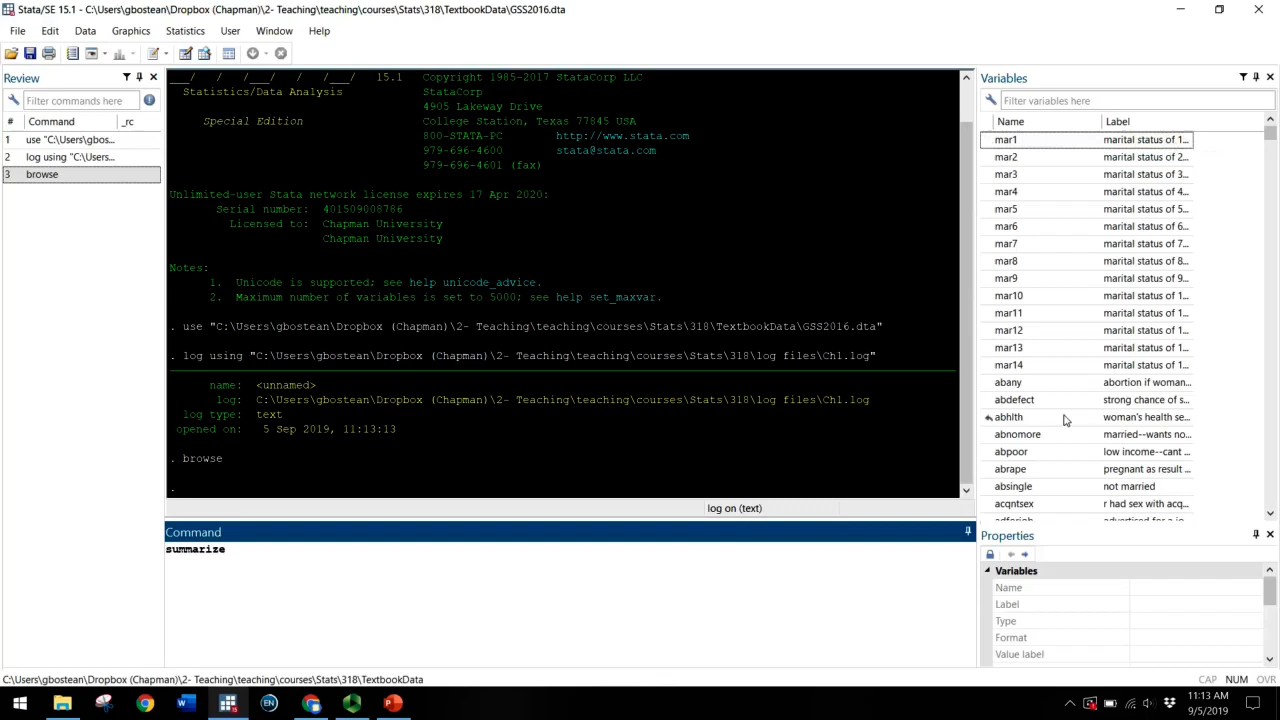 Stata/SE 15.1 - C:\Users\gbostean\Dropbox (Chapman)\2- Teaching\teaching\courses\Stats\318\TextbookData\GSS2016.dta
File Edit Data Graphics Statistics User Window Help
Review
Filter commands here
# Command _rc
1 use "C:\Users\gbos...
2 log using "C:\Users...
3 browse
___/ / /___/ / /___/ 15.1 Copyright 1985-2017 StataCorp LLC
Statistics/Data Analysis StataCorp
4905 Lakeway Drive
Special Edition College Station, Texas 77845 USA
800-STATA-PC http://www.stata.com
979-696-4600 stata@stata.com
979-696-4601 (fax)
Unlimited-user Stata network license expires 17 Apr 2020:
Serial number: 401509008786
Licensed to: Chapman University
Chapman University
Notes:
1. Unicode is supported; see help unicode_advice.
2. Maximum number of variables is set to 5000; see help set_maxvar.
. use "C:\Users\gbostean\Dropbox (Chapman)\2- Teaching\teaching\courses\Stats\318\TextbookData\GSS2016.dta"
. log using "C:\Users\gbostean\Dropbox (Chapman)\2- Teaching\teaching\courses\Stats\318\log files\Ch1.log"
name: <unnamed>
log: C:\Users\gbostean\Dropbox (Chapman)\2- Teaching\teaching\courses\Stats\318\log files\Ch1.log
log type: text
opened on: 5 Sep 2019, 11:13:13
. browse
.
log on (text)
Command
summarize
Variables
Filter variables here
Name Label
mar1 marital status of 1...
mar2 marital status of 2...
mar3 marital status of 3...
mar4 marital status of 4...
mar5 marital status of 5...
mar6 marital status of 6...
mar7 marital status of 7...
mar8 marital status of 8...
mar9 marital status of 9...
mar10 marital status of 1...
mar11 marital status of 1...
mar12 marital status of 1...
mar13 marital status of 1...
mar14 marital status of 1...
abany abortion if woman...
abdefect strong chance of s...
abhlth woman's health se...
abnomore married--wants no...
abpoor low income--cant ...
abrape pregnant as result ...
absingle not married
acqntsex r had sex with acq...
Properties
Variables
Name
Label
Type
Format
Value label
C:\Users\gbostean\Dropbox (Chapman)\2- Teaching\teaching\courses\Stats\318\TextbookData
CAP NUM OVR
11:13 AM
9/5/2019